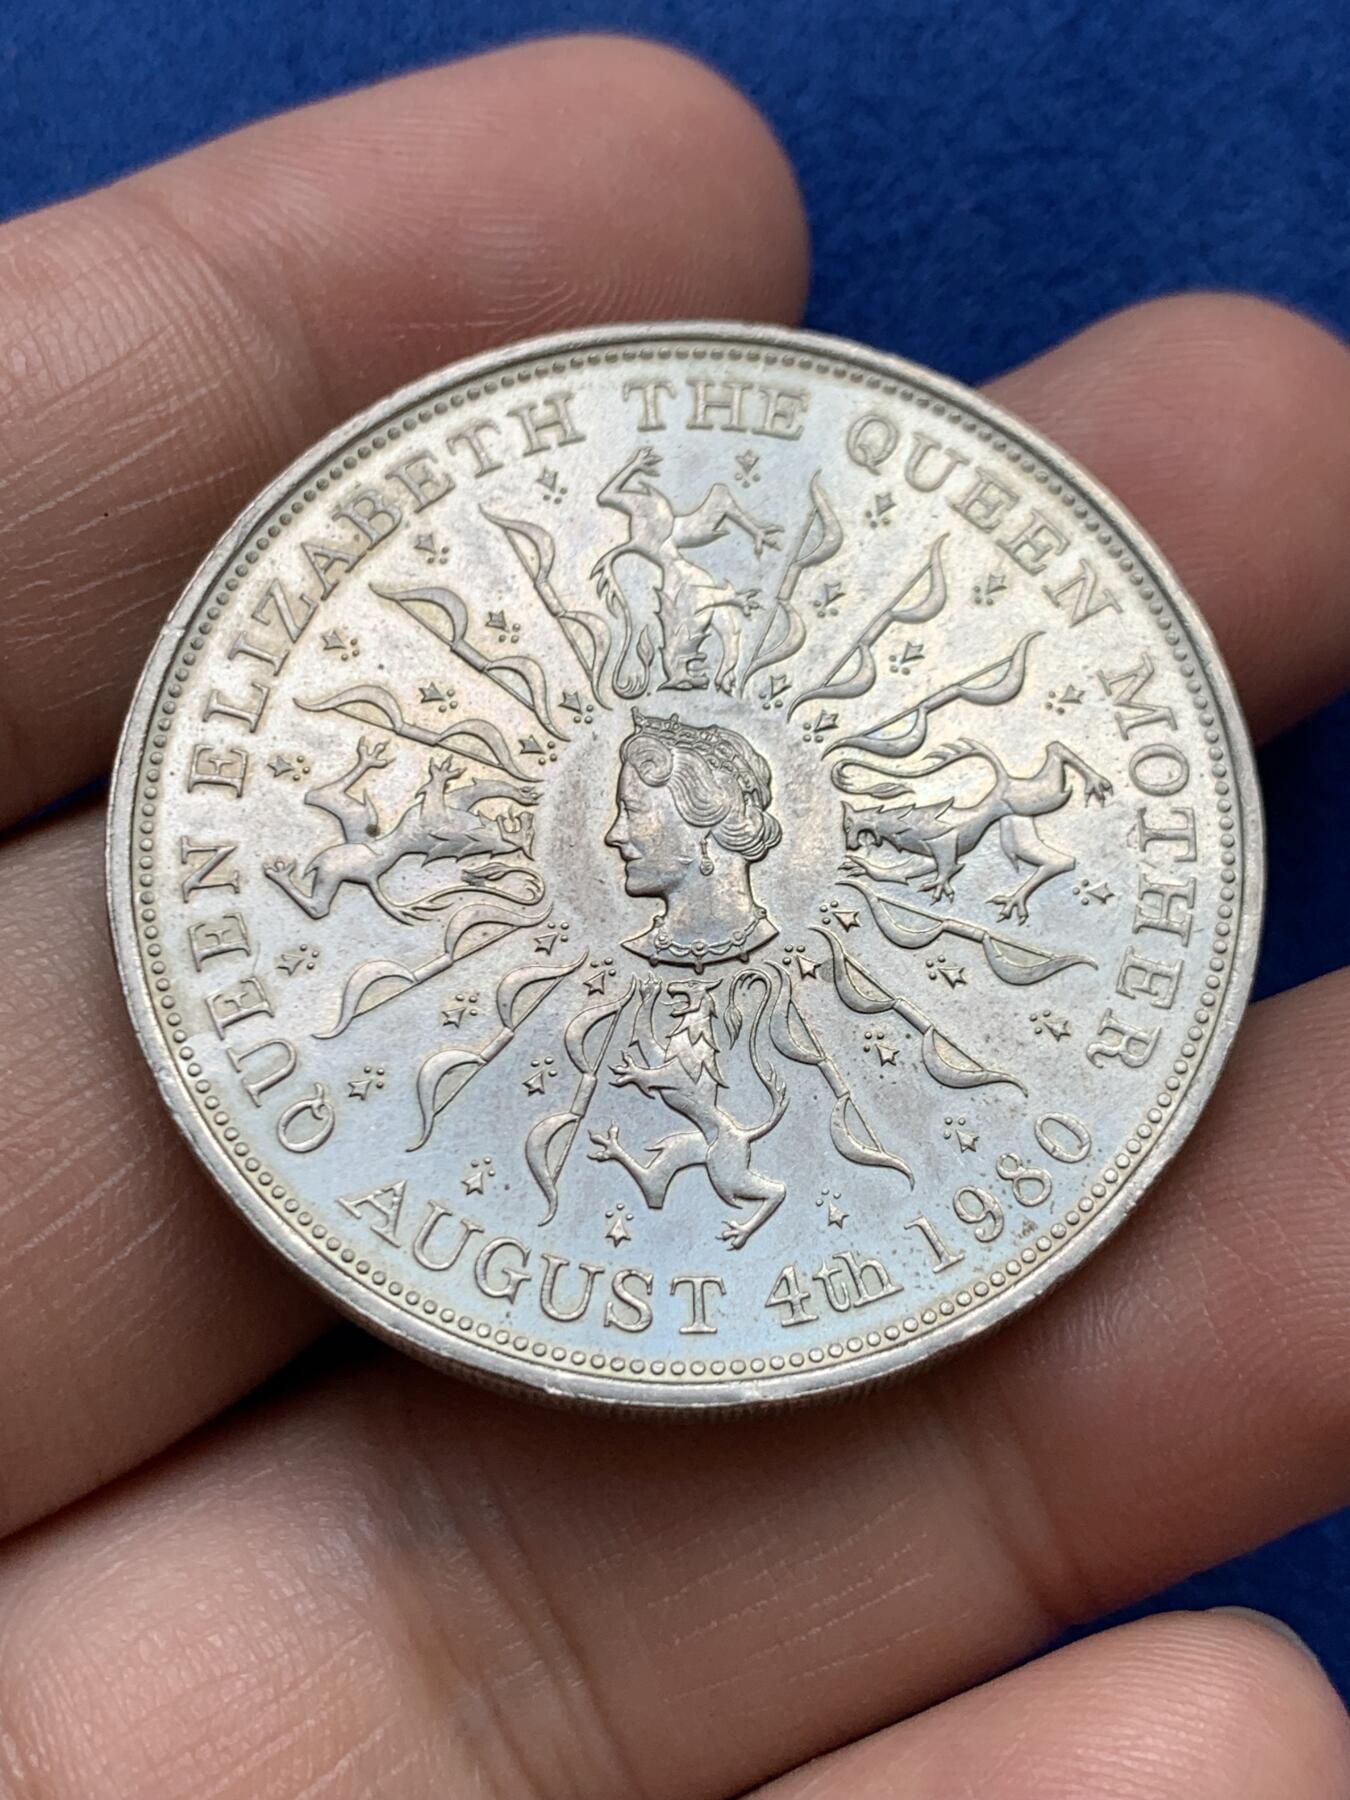 QUEEN ELIZABETH THE QUEEN MOTHER
AUGUST 4th 1980